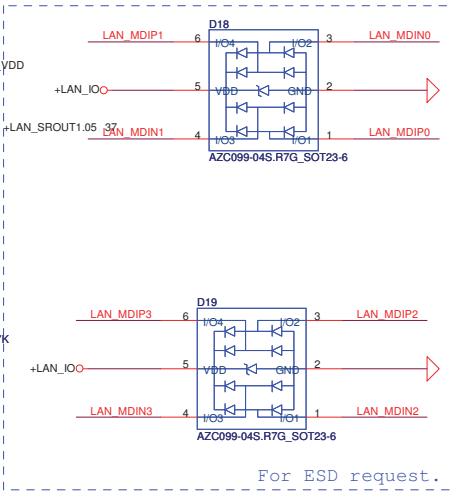 D18
LAN_MDIP1 6 I/O4 I/O2 3 LAN_MDIN0
VDD
+LAN_IO 5 VDD GND 2
+LAN_SROUT1.05 37
LAN_MDIN1 4 I/O3 I/O1 1 LAN_MDIP0
AZC099-04S.R7G_SOT23-6
D19
LAN_MDIP3 6 I/O4 I/O2 3 LAN_MDIP2
K
+LAN_IO 5 VDD GND 2
LAN_MDIN3 4 I/O3 I/O1 1 LAN_MDIN2
AZC099-04S.R7G_SOT23-6
For ESD request.